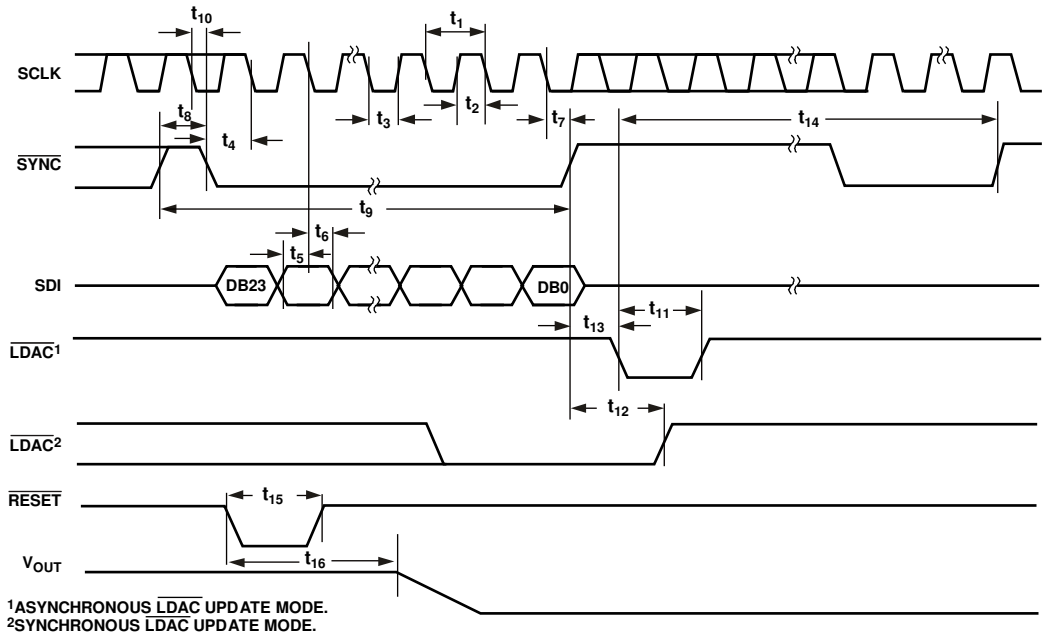 t10
t1
SCLK
t8
t4
t3
t2
t7
t14
SYNC
t9
t6
t5
SDI
DB23
DB0
t13
t11
LDAC1
t12
LDAC2
RESET
t15
t16
VOUT
1ASYNCHRONOUS LDAC UPDATE MODE.
2SYNCHRONOUS LDAC UPDATE MODE.